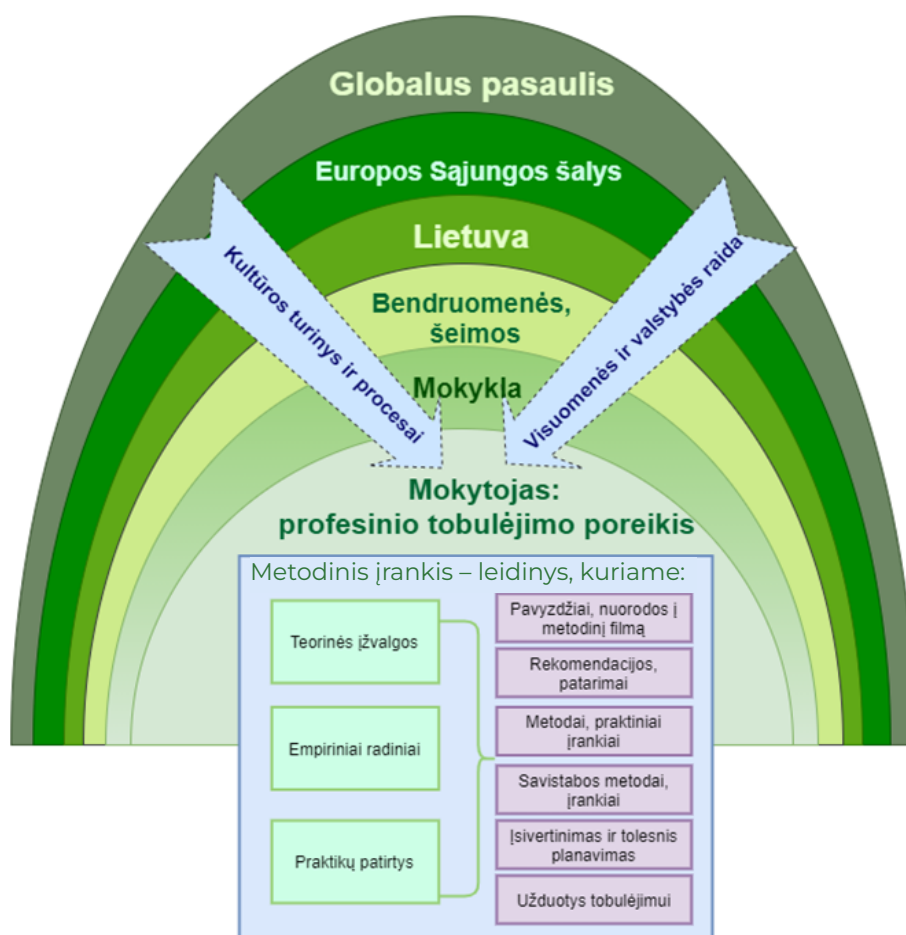 Globalus pasaulis
Europos Sąjungos šalys
Lietuva
Bendruomenės,
šeimos
Mokykla
Kultūros turinys ir procesai
Visuomenės ir valstybės raida
Mokytojas:
profesinio tobulėjimo poreikis
Metodinis įrankis – leidinys, kuriame:
Teorinės įžvalgos
Empiriniai radiniai
Praktikų patirtys
Pavyzdžiai, nuorodos į
metodinį filmą
Rekomendacijos,
patarimai
Metodai, praktiniai
įrankiai
Savistabos metodai,
įrankiai
Įsivertinimas ir tolesnis
planavimas
Užduotys tobulėjimui